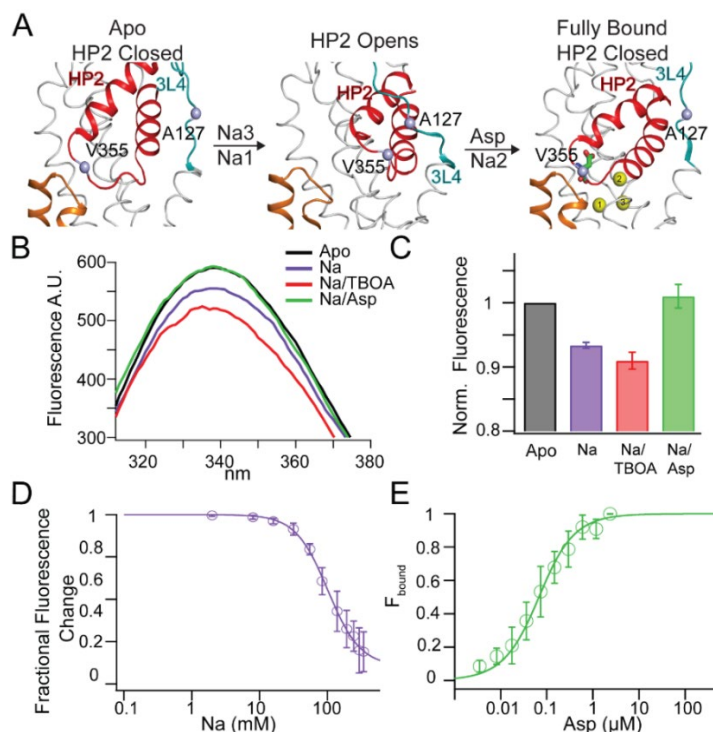 A
Apo
HP2 Closed
HP2
3L4
A127
V355
Na3
Na1
HP2 Opens
HP2
A127
V355
3L4
Asp
Na2
Fully Bound
HP2 Closed
HP2
3L4
A127
V355
2
1
B
Fluorescence A.U.
600
500
400
300
320
340
360
380
nm
Apo
Na
Na/TBOA
Na/Asp
C
Norm. Fluorescence
1
0.9
0.8
Apo
Na
Na/
TBOA
Na/
Asp
D
Fractional Fluorescence
Change
1
0.8
0.6
0.4
0.2
0
0.1
1
10
100
Na (mM)
E
F bound
1
0.8
0.6
0.4
0.2
0
0.01
0.1
1
10
100
Asp (µM)